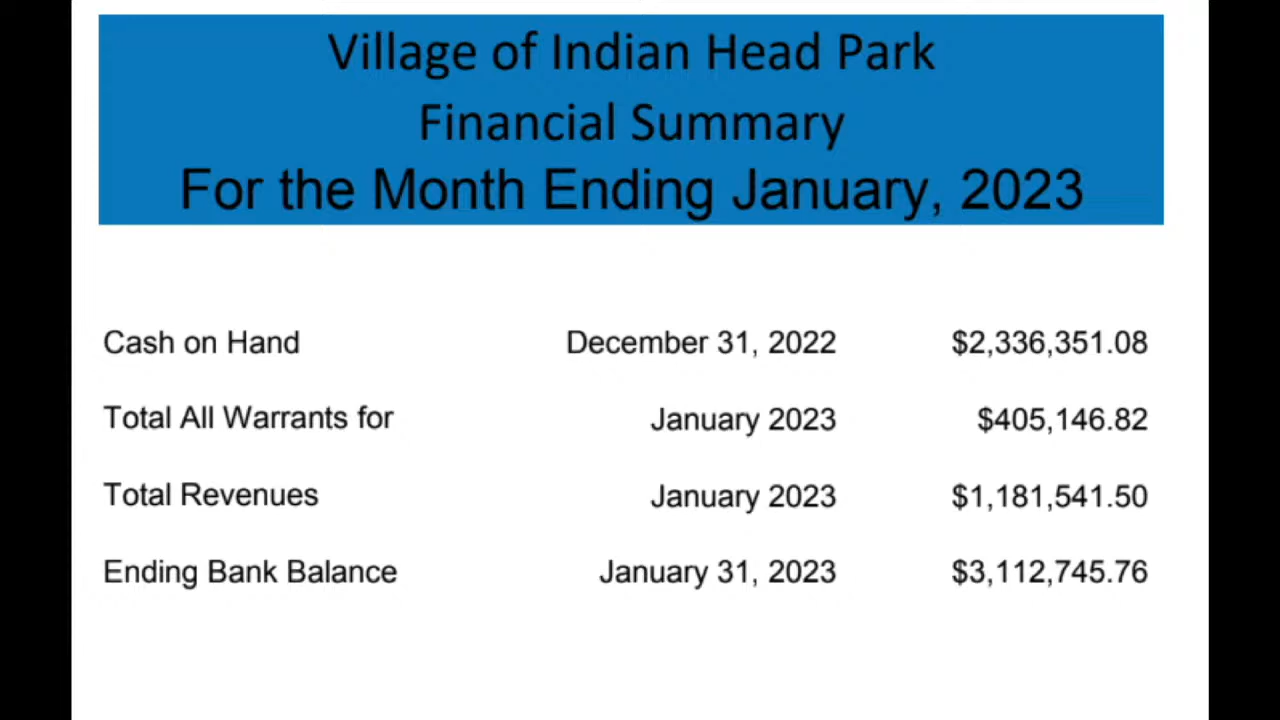 Village of Indian Head Park
Financial Summary
For the Month Ending January, 2023
Cash on Hand December 31, 2022 $2,336,351.08
Total All Warrants for January 2023 $405,146.82
Total Revenues January 2023 $1,181,541.50
Ending Bank Balance January 31, 2023 $3,112,745.76